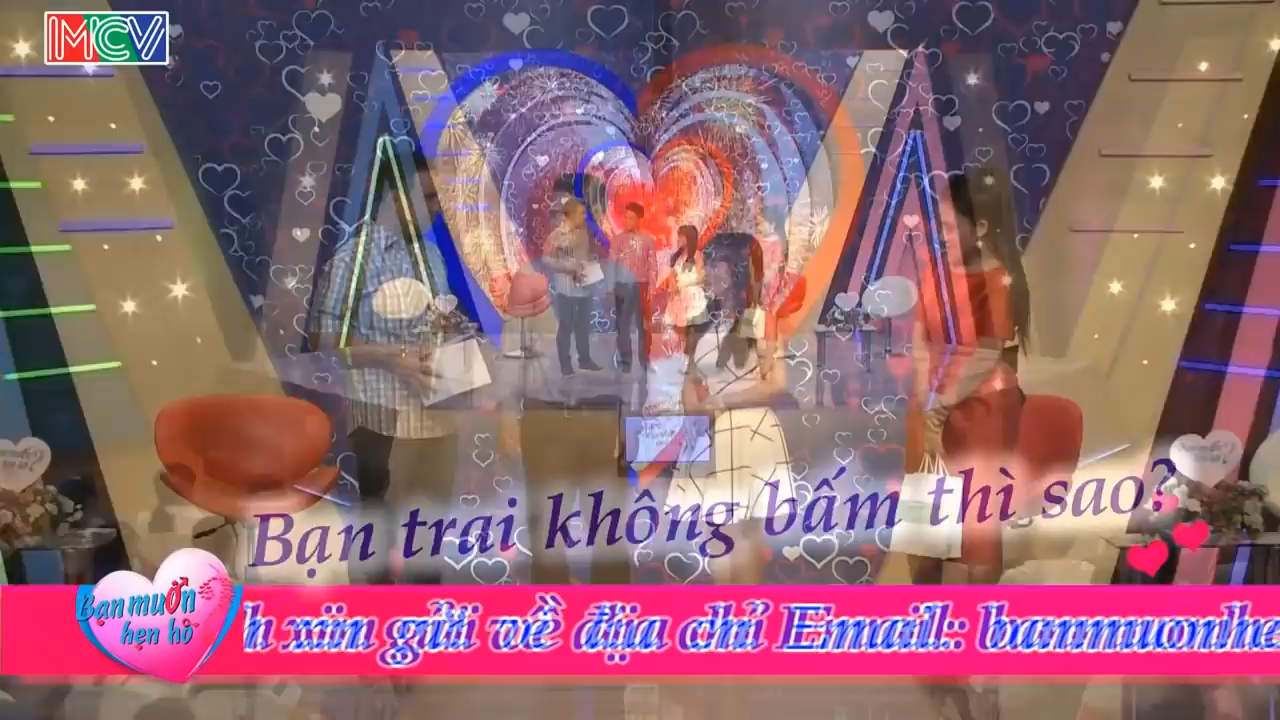 MCV
Bạn trai không bấm thì sao?
Bạn muốn
hẹn hò
h xin gửi về địa chỉ Email: banmuonhe